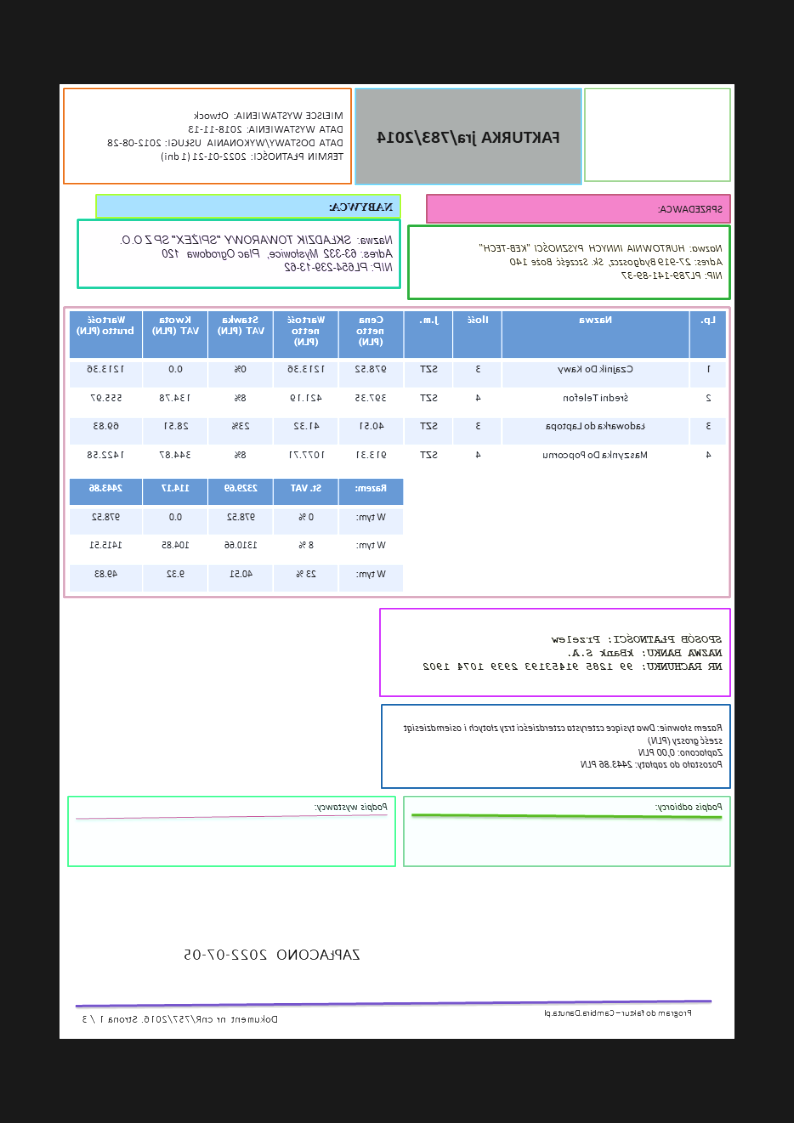 FAKTURKA jra/783/2014
MIEJSCE WYSTAWIENIA: Otwock
DATA WYSTAWIENIA: 2018-11-13
DATA DOSTAWY/WYKONANIA USŁUGI: 2012-08-28
TERMIN PŁATNOŚCI: 2022-01-21 (1 dni)
SPRZEDAWCA:
Nazwa: HURTOWNIA INNYCH PYSZNOŚCI "KEB-TECH"
Adres: 27-919 Bydgoszcz, Sk. Szczęść Boże 140
NIP: PL789-141-89-37
NABYWCA:
Nazwa: SKŁADZIK TOWAROWY "SPIŻEX" SP Z O.O.
Adres: 63-332 Mysłowice, Plac Ogrodowa 120
NIP: PL654-239-13-62
Lp. Nazwa Ilość J.m. Cena netto (PLN) Wartość netto (PLN) Stawka VAT (PLN) Kwota VAT (PLN) Wartość brutto (PLN)
1 Czajnik Do Kawy 3 SZT 978.52 1213.36 0% 0.0 1213.36
2 średni Telefon 4 SZT 397.35 421.19 8% 134.78 555.97
3 Ładowarka do Laptopa 3 SZT 40.51 41.32 23% 28.51 69.83
4 Maszynka Do Popcornu 4 SZT 913.31 1077.71 8% 344.87 1422.58
Razem: St. VAT 2329.69 114.17 2443.86
W tym: 0 % 978.52 0.0 978.52
W tym: 8 % 1310.66 104.85 1415.51
W tym: 23 % 40.51 9.32 49.83
SPOSÓB PŁATNOŚCI: Przelew
NAZWA BANKU: kBank S.A.
NR RACHUNKU: 99 1285 91453193 2939 1074 1902
Razem słownie: Dwa tysiące czterysta czterdzieści trzy złotych i osiemdziesiąt
sześć groszy (PLN)
Zapłacono: 0,00 PLN
Pozostało do zapłaty: 2443.86 PLN
Podpis odbiorcy:
Podpis wystawcy:
ZAPŁACONO 2022-07-05
Program do faktur – Cambira.Danuta.pl
Dokument nr cnR/757/2016. Strona 1 / 3